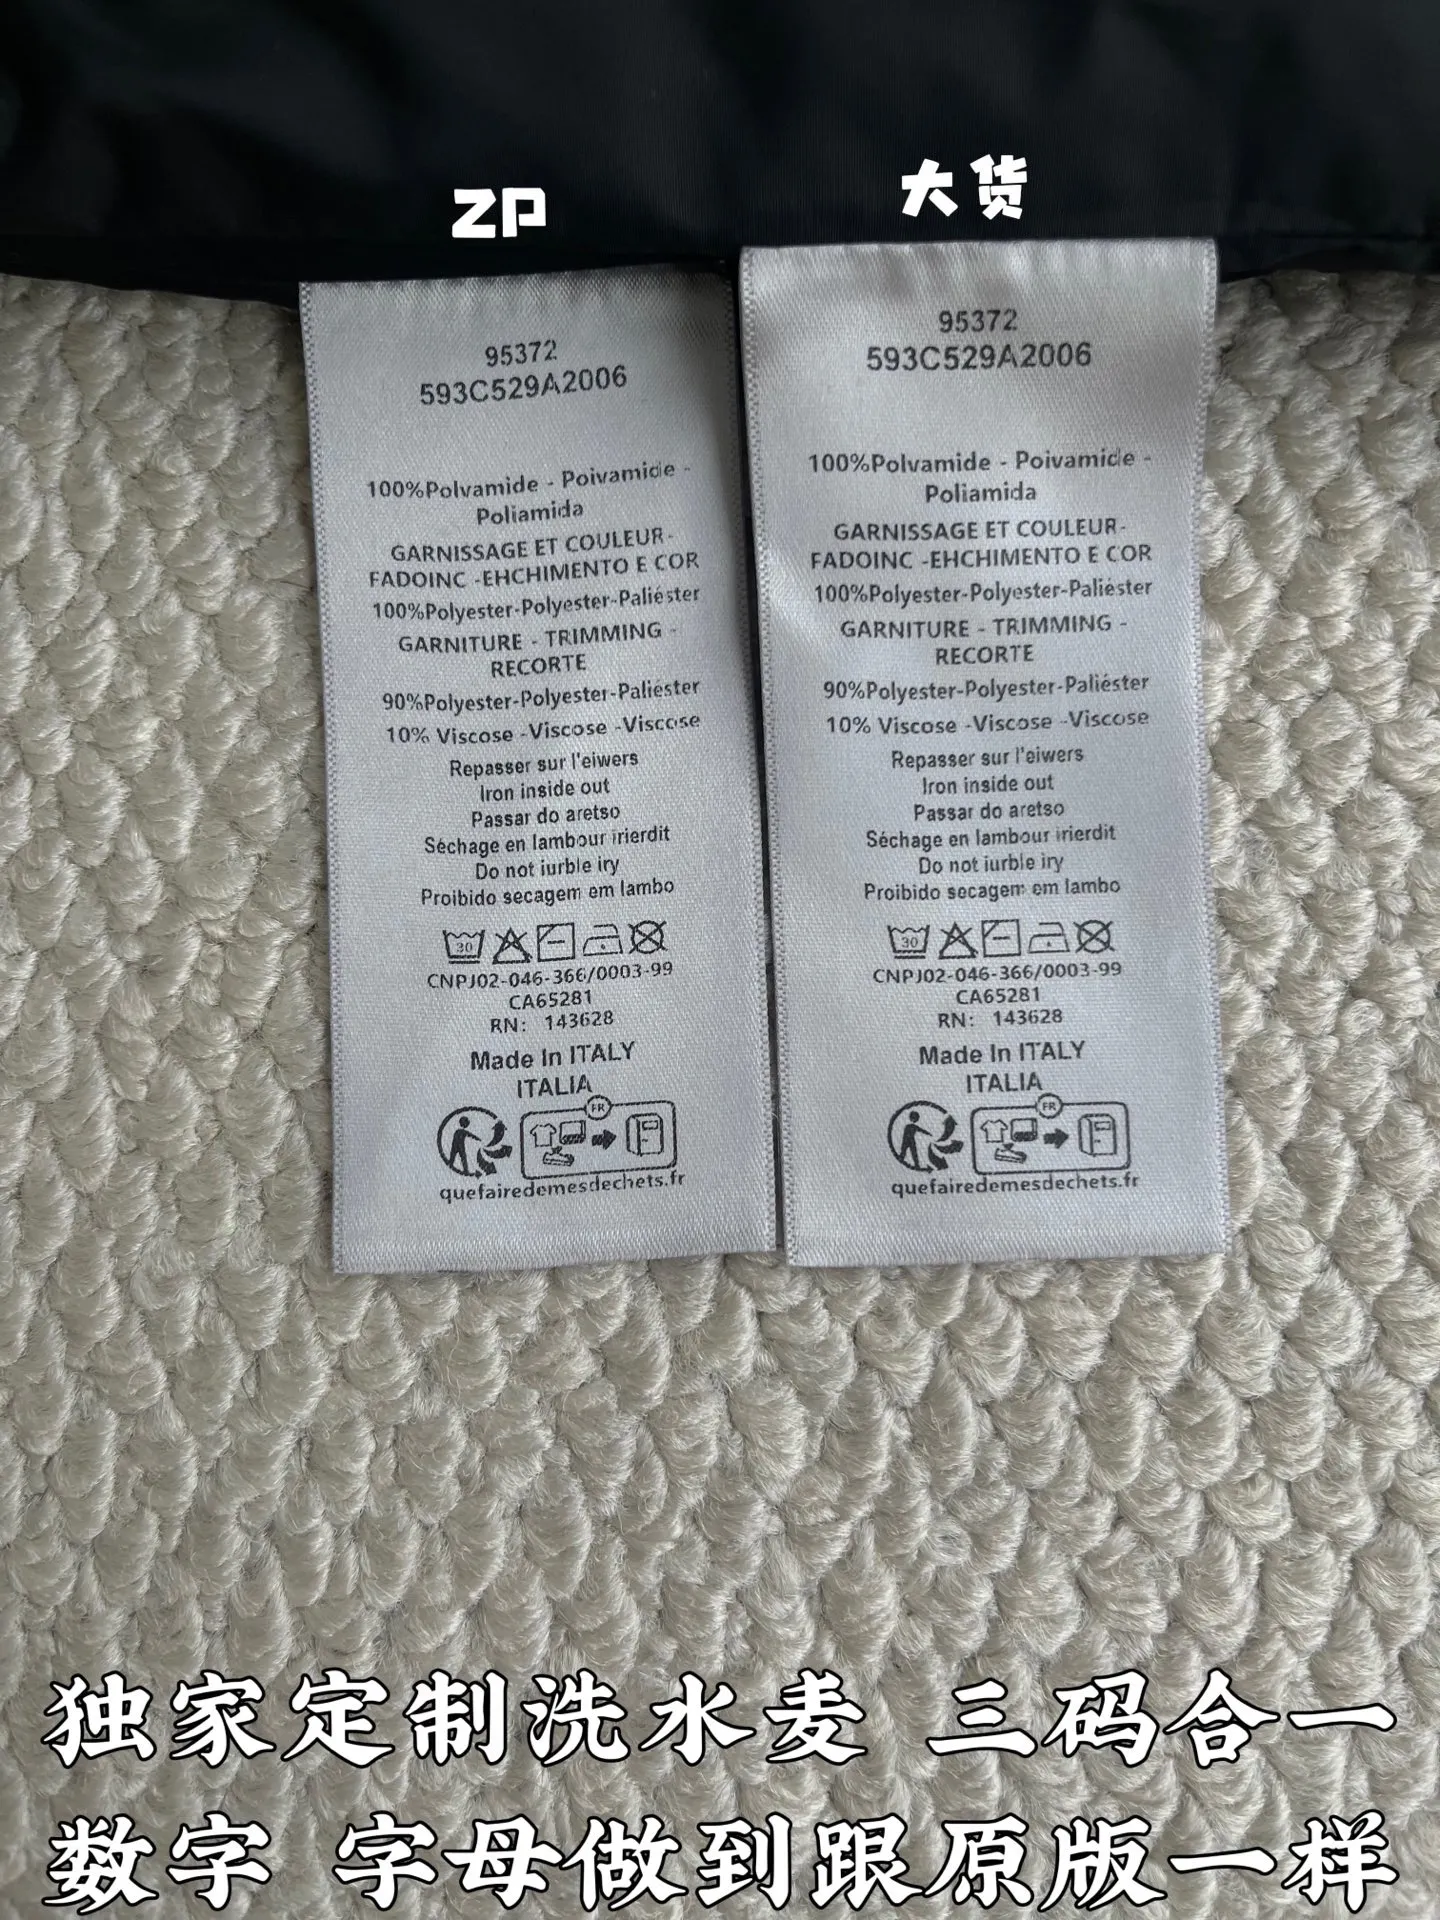 ZP
大货
95372
593C529A2006
100%Polvamide - Poivamide -
Poliamida
GARNISSAGE ET COULEUR-
FADOINC -EHCHIMENTO E COR
100%Polyester-Polyester-Paliéster
GARNITURE - TRIMMING -
RECORTE
90%Polyester-Polyester-Paliéster
10% Viscose -Viscose -Viscose
Repasser sur l'eiwers
Iron inside out
Passar do aretso
Séchage en lambour irierdit
Do not iurble iry
Proibido secagem em lambo
30
CNPJ02-046-366/0003-99
CA65281
RN: 143628
Made In ITALY
ITALIA
FR
quefairedemesdechets.fr
95372
593C529A2006
100%Polvamide - Poivamide -
Poliamida
GARNISSAGE ET COULEUR-
FADOINC -EHCHIMENTO E COR
100%Polyester-Polyester-Paliéster
GARNITURE - TRIMMING -
RECORTE
90%Polyester-Polyester-Paliéster
10% Viscose -Viscose -Viscose
Repasser sur l'eiwers
Iron inside out
Passar do aretso
Séchage en lambour irierdit
Do not iurble iry
Proibido secagem em lambo
30
CNPJ02-046-366/0003-99
CA65281
RN: 143628
Made In ITALY
ITALIA
FR
quefairedemesdechets.fr
独家定制洗水麦 三码合一
数字 字母做到跟原版一样